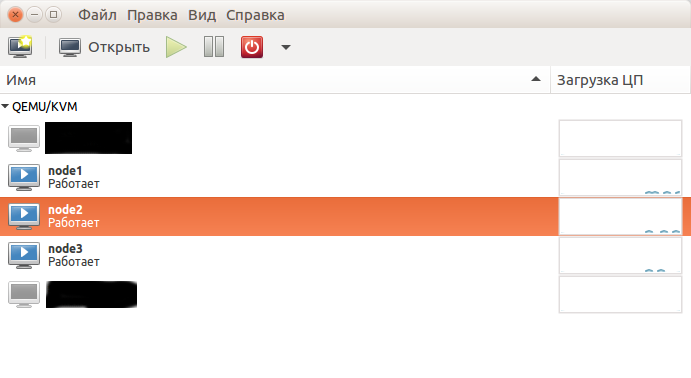 Файл Правка Вид Справка
Открыть
Имя Загрузка ЦП
QEMU/KVM
node1
Работает
node2
Работает
node3
Работает